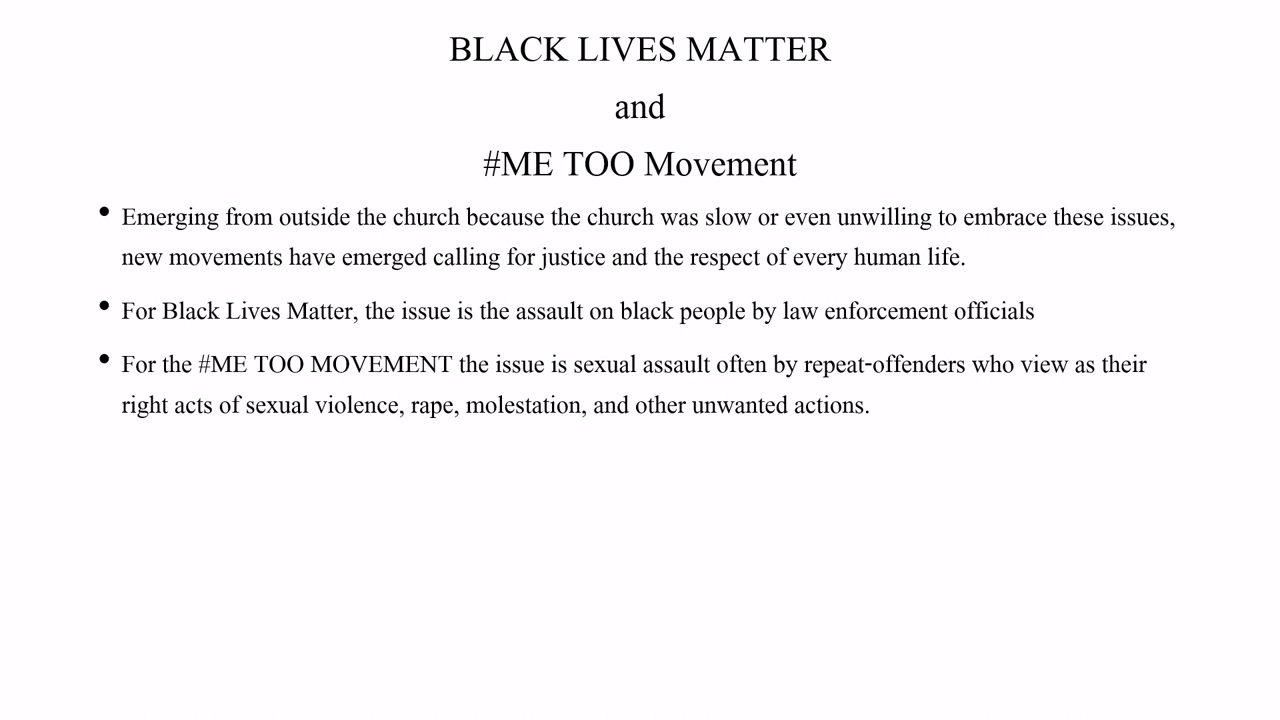 BLACK LIVES MATTER
and
#ME TOO Movement
• Emerging from outside the church because the church was slow or even unwilling to embrace these issues,
new movements have emerged calling for justice and the respect of every human life.
• For Black Lives Matter, the issue is the assault on black people by law enforcement officials
• For the #ME TOO MOVEMENT the issue is sexual assault often by repeat-offenders who view as their
right acts of sexual violence, rape, molestation, and other unwanted actions.